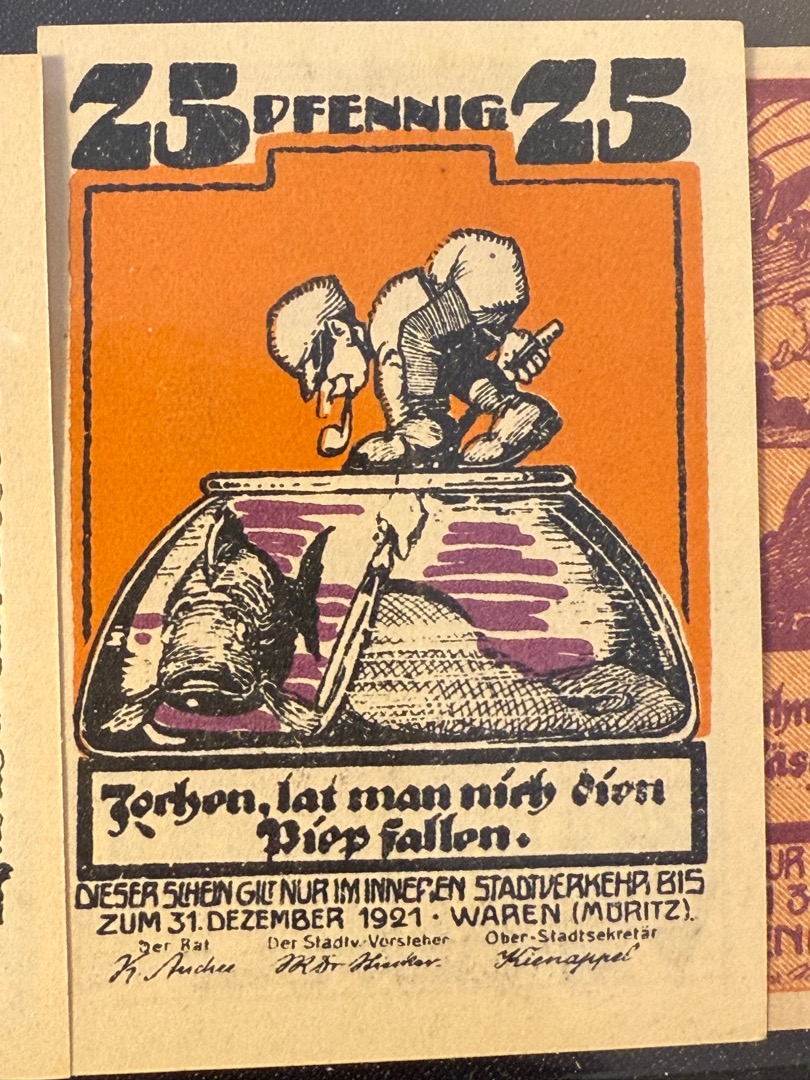 25 PFENNIG 25
Jochen, lat man nich dien
Piep fallen.
DIESER SCHEIN GILT NUR IM INNEREN STADTVERKEHR BIS
ZUM 31. DEZEMBER 1921 · WAREN (MÜRITZ).
Der Rat Der Stadtv.-Vorsteher Ober-Stadtsekretär
Kienappel